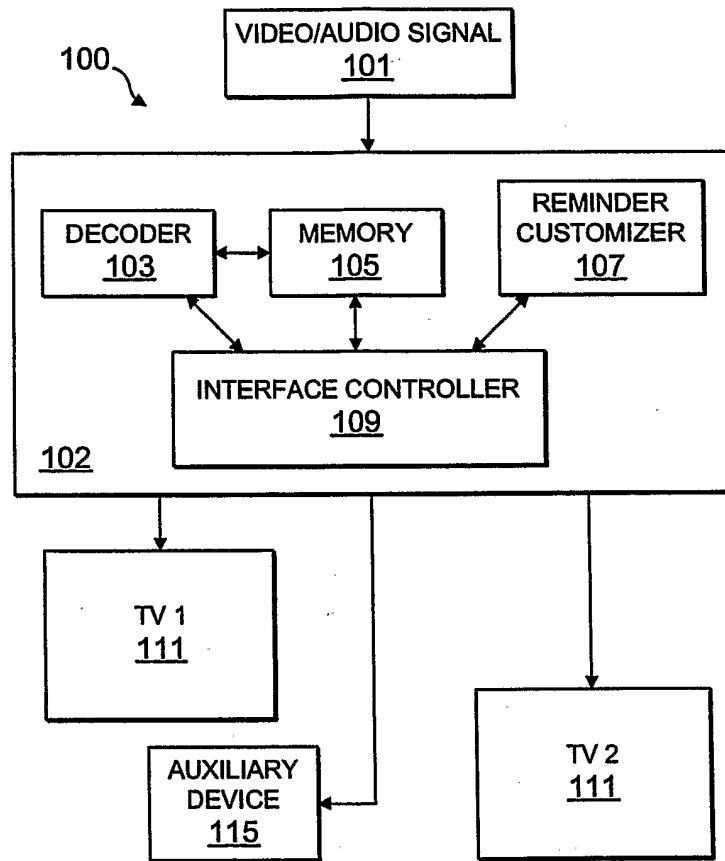 VIDEO/AUDIO SIGNAL
101
100
DECODER
103
MEMORY
105
REMINDER
CUSTOMIZER
107
INTERFACE CONTROLLER
109
102
TV 1
111
TV 2
111
AUXILIARY
DEVICE
115